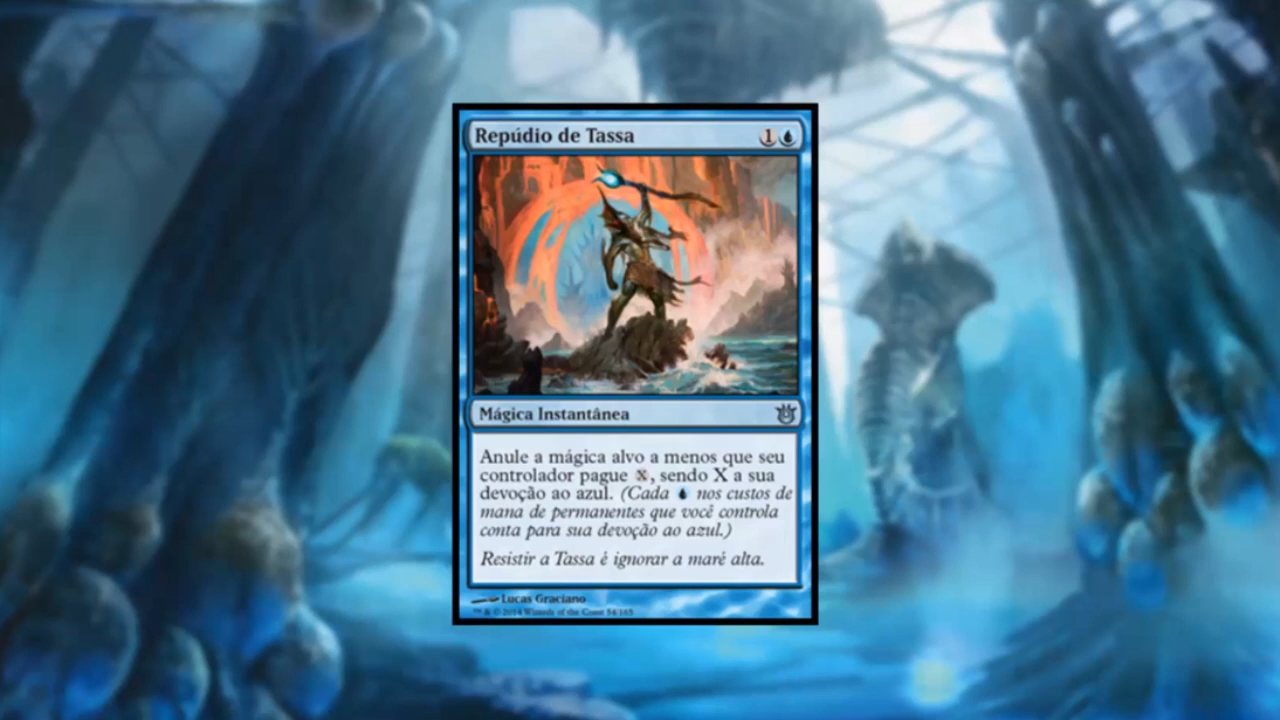 Repúdio de Tassa 1
Mágica Instantânea
Anule a mágica alvo a menos que seu
controlador pague X, sendo X a sua
devoção ao azul. (Cada nos custos de
mana de permanentes que você controla
conta para sua devoção ao azul.)
Resistir a Tassa é ignorar a maré alta.
Lucas Graciano
™ & © 2014 Wizards of the Coast 54/165